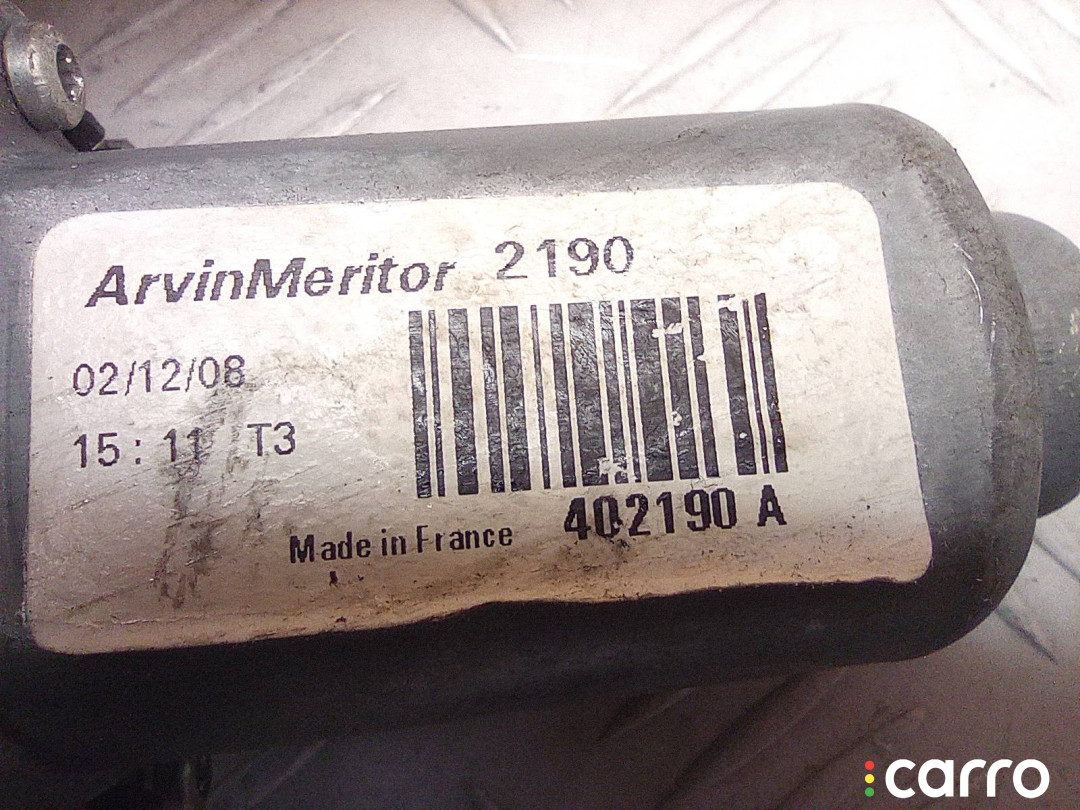 ArvinMeritor 2190
02/12/08
15:11 T3
Made in France
402190 A
carro